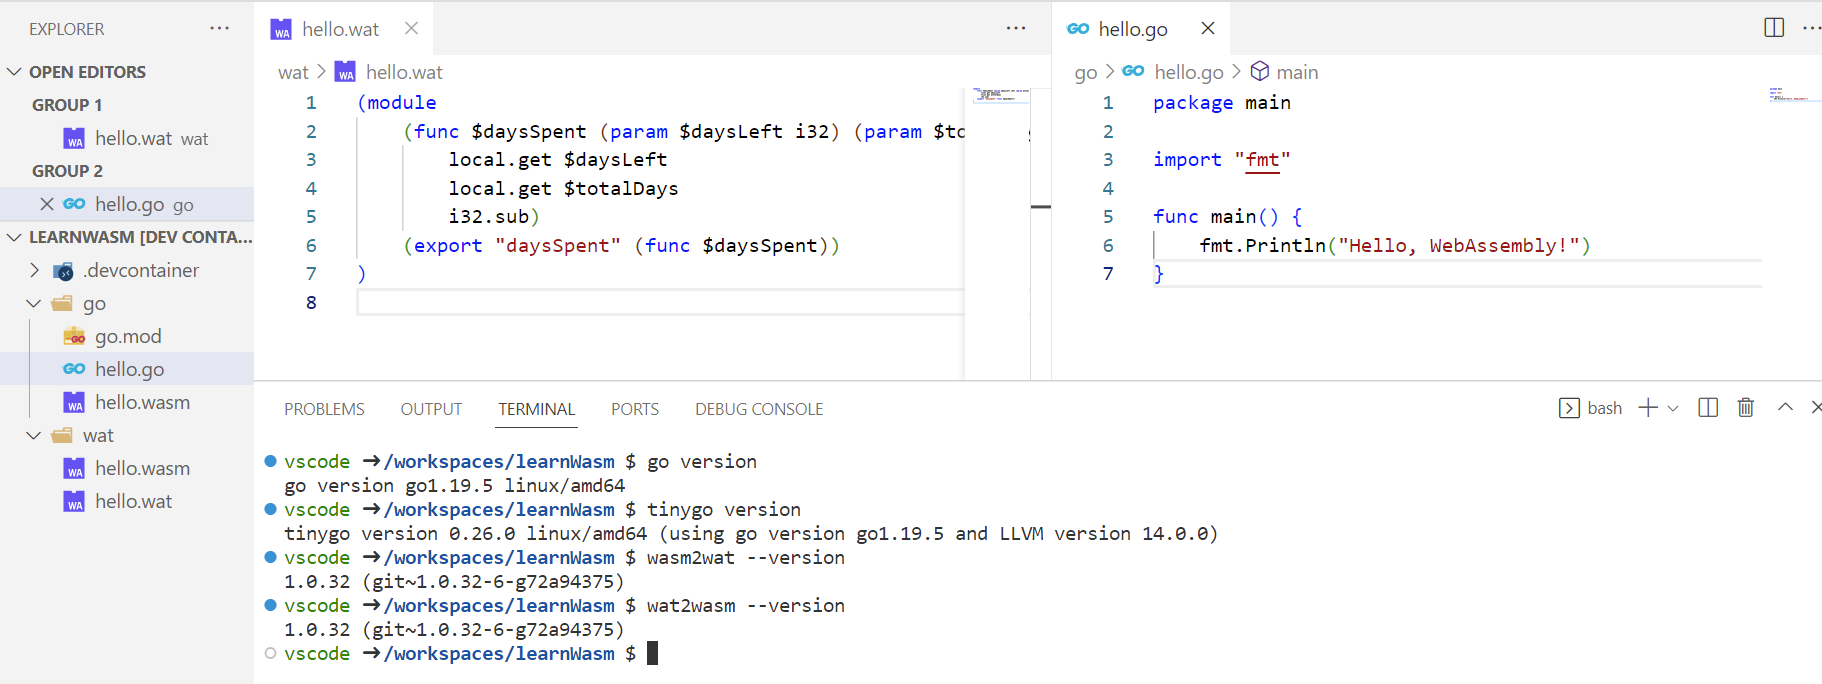 EXPLORER
OPEN EDITORS
GROUP 1
hello.wat wat
GROUP 2
hello.go go
LEARNWASM [DEV CONTA...
.devcontainer
go
go.mod
hello.go
hello.wasm
wat
hello.wasm
hello.wat
hello.wat
wat > hello.wat
1 (module
2 (func $daysSpent (param $daysLeft i32) (param $to
3 local.get $daysLeft
4 local.get $totalDays
5 i32.sub)
6 (export "daysSpent" (func $daysSpent))
7 )
8
hello.go
go > hello.go > main
1 package main
2
3 import "fmt"
4
5 func main() {
6 fmt.Println("Hello, WebAssembly!")
7 }
PROBLEMS OUTPUT TERMINAL PORTS DEBUG CONSOLE
bash
vscode ➜/workspaces/learnWasm $ go version
go version go1.19.5 linux/amd64
vscode ➜/workspaces/learnWasm $ tinygo version
tinygo version 0.26.0 linux/amd64 (using go version go1.19.5 and LLVM version 14.0.0)
vscode ➜/workspaces/learnWasm $ wasm2wat --version
1.0.32 (git~1.0.32-6-g72a94375)
vscode ➜/workspaces/learnWasm $ wat2wasm --version
1.0.32 (git~1.0.32-6-g72a94375)
vscode ➜/workspaces/learnWasm $